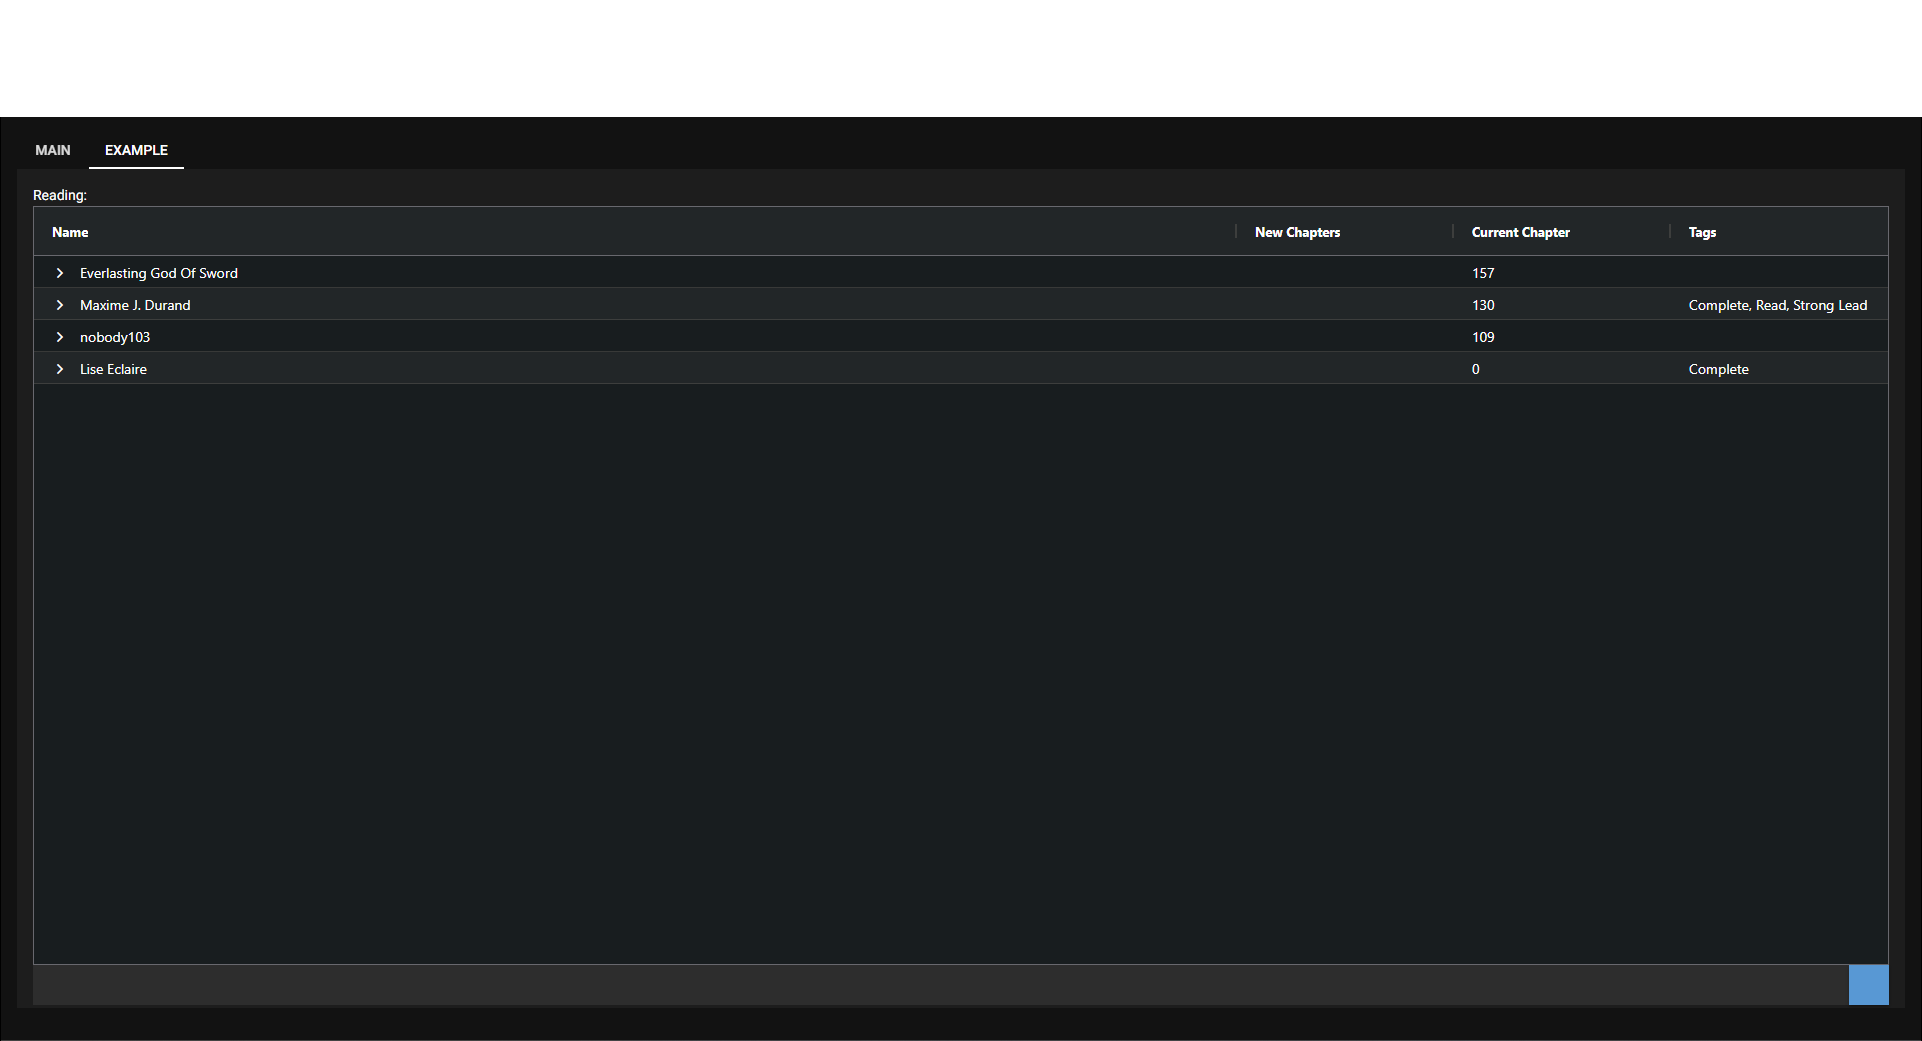 MAIN EXAMPLE
Reading:
Name New Chapters Current Chapter Tags
Everlasting God Of Sword 157
Maxime J. Durand 130 Complete, Read, Strong Lead
nobody103 109
Lise Eclaire 0 Complete